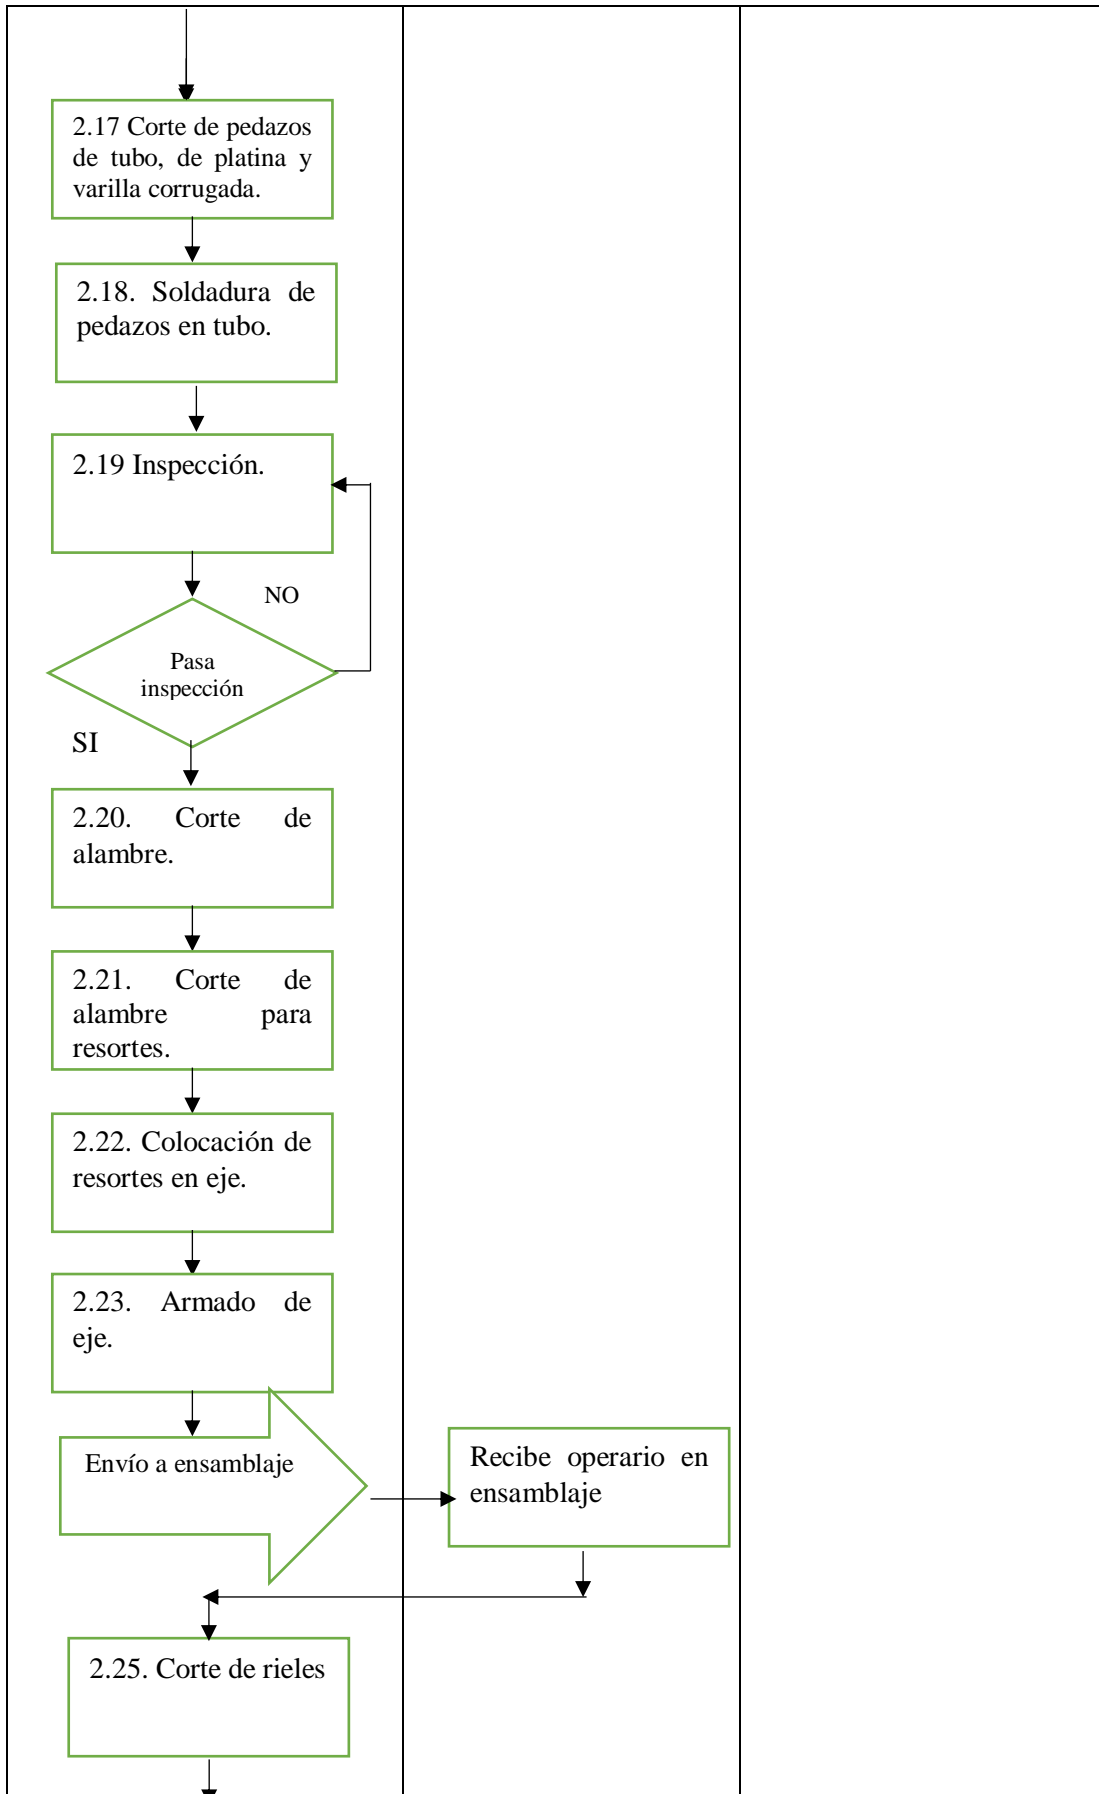 2.17 Corte de pedazos
de tubo, de platina y
varilla corrugada.
2.18. Soldadura de
pedazos en tubo.
2.19 Inspección.
NO
Pasa
inspección
SI
2.20. Corte de
alambre.
2.21. Corte de
alambre para
resortes.
2.22. Colocación de
resortes en eje.
2.23. Armado de
eje.
Envío a ensamblaje
Recibe operario en
ensamblaje
2.25. Corte de rieles